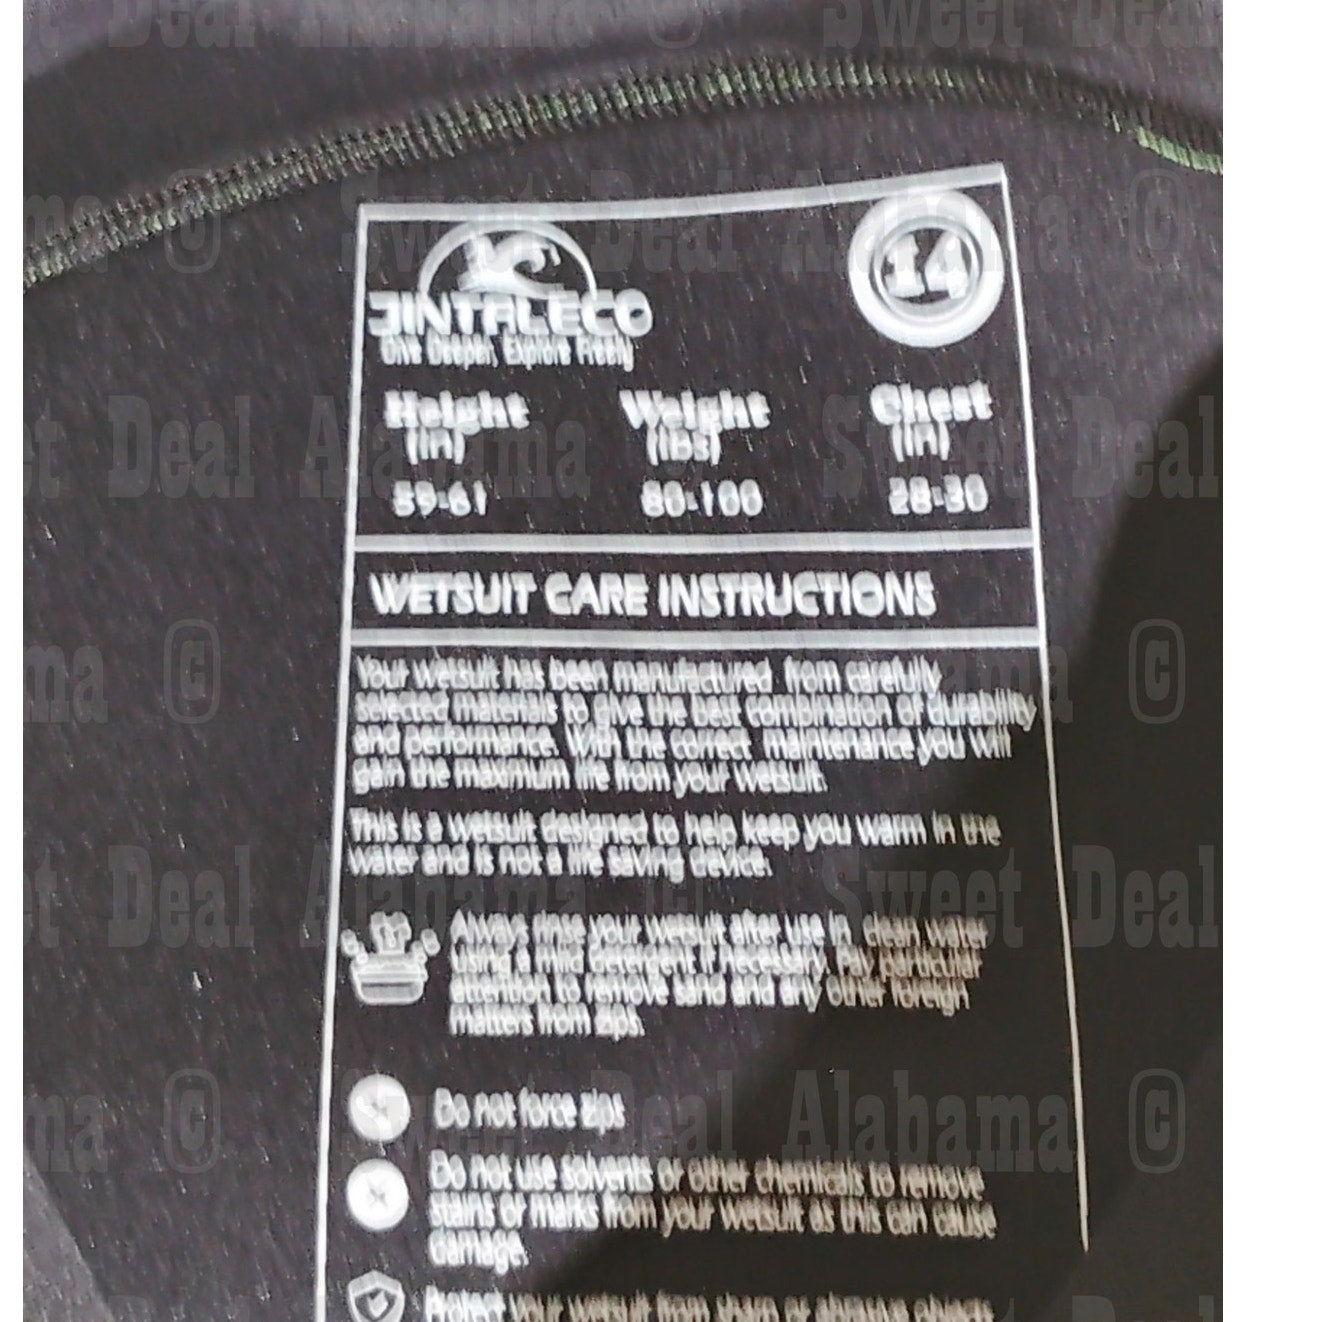 JINTALECO
Dive Deeper, Explore Freely
14
Height Weight Chest
(in) (lbs) (in)
59-61 80-100 28-30
WETSUIT CARE INSTRUCTIONS
Your wetsuit has been manufactured from carefully
selected materials to give the best combination of durability
and performance. With the correct maintenance you will
gain the maximum life from your wetsuit.
This is a wetsuit designed to help keep you warm in the
water and is not a life saving device.
Always rinse your wetsuit after use in clean water
using a mild detergent if necessary. Pay particular
attention to remove sand and any other foreign
matters from zips.
Do not force zips
Do not use solvents or other chemicals to remove
stains or marks from your wetsuit as this can cause
damage.
Protect your wetsuit from sharp or abrasive objects
Sweet Deal Alabama ©